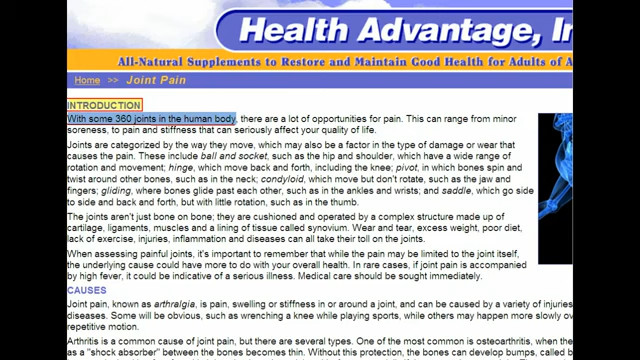 Health Advantage, In
All-Natural Supplements to Restore and Maintain Good Health for Adults of A
Home >> Joint Pain
INTRODUCTION
With some 360 joints in the human body, there are a lot of opportunities for pain. This can range from minor
soreness, to pain and stiffness that can seriously affect your quality of life.
Joints are categorized by the way they move, which may also be a factor in the type of damage or wear that
causes the pain. These include ball and socket, such as the hip and shoulder, which have a wide range of
rotation and movement; hinge, which move back and forth, including the knee; pivot, in which bones spin and
twist around other bones, such as in the neck; condyloid, which move but don't rotate, such as the jaw and
fingers; gliding, where bones glide past each other, such as in the ankles and wrists; and saddle, which go side
to side and back and forth, but with little rotation, such as in the thumb.
The joints aren't just bone on bone; they are cushioned and operated by a complex structure made up of
cartilage, ligaments, muscles and a lining of tissue called synovium. Wear and tear, excess weight, poor diet,
lack of exercise, injuries, inflammation and diseases can all take their toll on the joints.
When assessing painful joints, it's important to remember that while the pain may be limited to the joint itself,
the underlying cause could have more to do with your overall health. In rare cases, if joint pain is accompanied
by high fever, it could be indicative of a serious illness. Medical care should be sought immediately.
CAUSES
Joint pain, known as arthralgia, is pain, swelling or stiffness in or around a joint, and can be caused by a variety of injuries
diseases. Some will be obvious, such as wrenching a knee while playing sports, while others may happen more slowly ove
repetitive motion.
Arthritis is a common cause of joint pain, but there are several types. One of the most common is osteoarthritis, when the
as a "shock absorber" between the bones becomes thin. Without this protection, the bones can develop bumps, called b